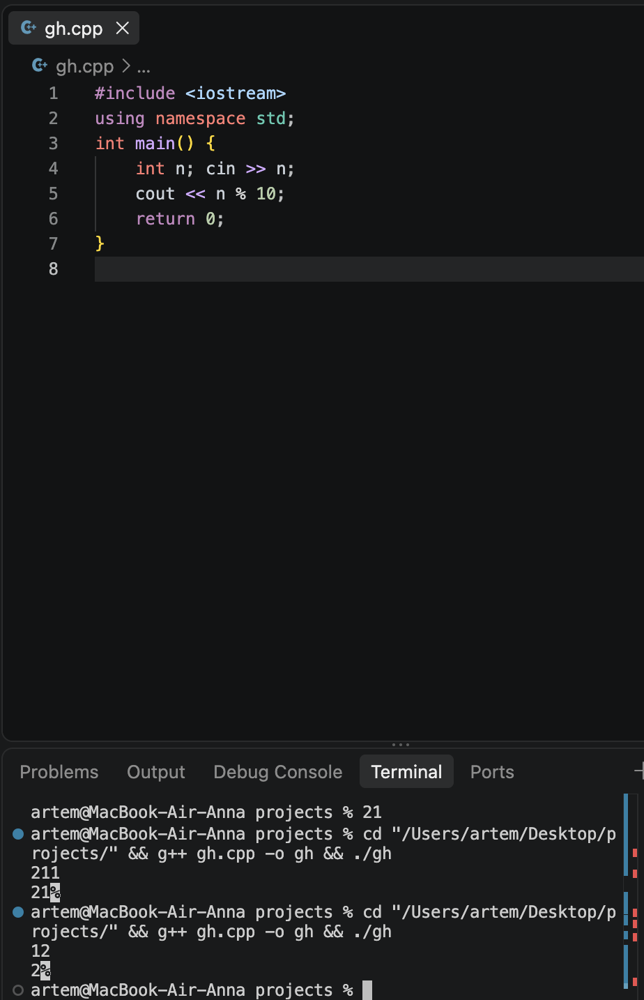 gh.cpp
gh.cpp > ...
1 #include <iostream>
2 using namespace std;
3 int main() {
4     int n; cin >> n;
5     cout << n % 10;
6     return 0;
7 }
8
Problems Output Debug Console Terminal Ports
artem@MacBook-Air-Anna projects % 21
artem@MacBook-Air-Anna projects % cd "/Users/artem/Desktop/p
rojects/" && g++ gh.cpp -o gh && ./gh
211
21%
artem@MacBook-Air-Anna projects % cd "/Users/artem/Desktop/p
rojects/" && g++ gh.cpp -o gh && ./gh
12
2%
artem@MacBook-Air-Anna projects %